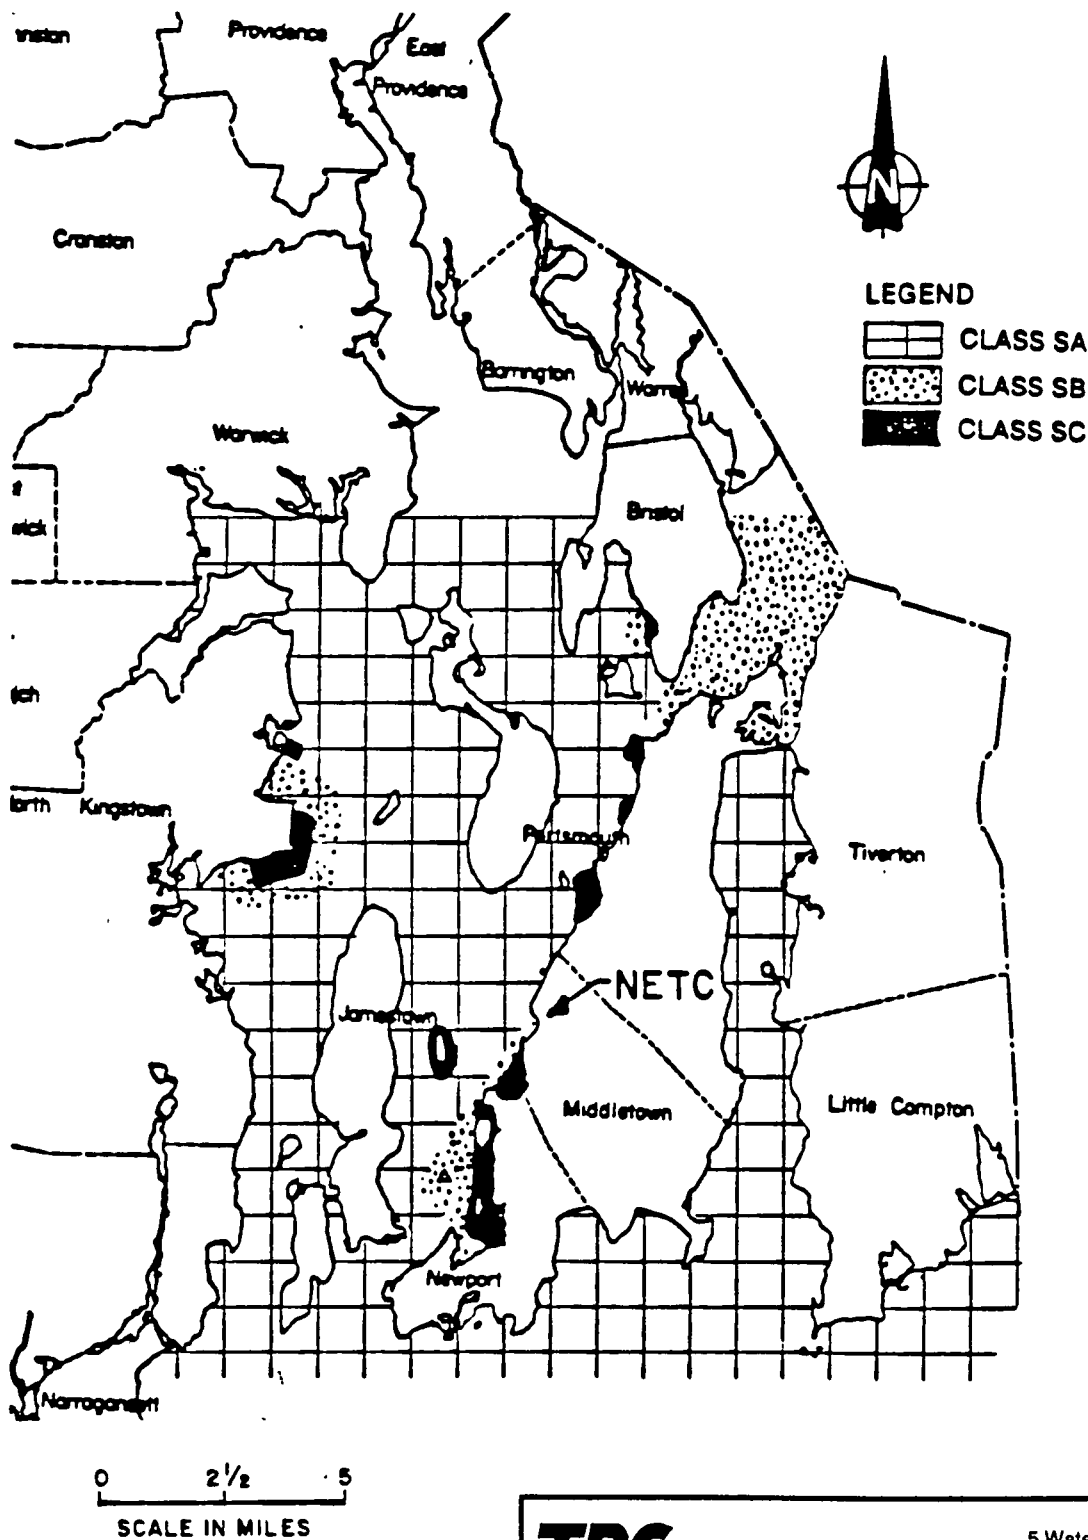 Providence
East
Providence
Cranston
N
LEGEND
CLASS SA
CLASS SB
CLASS SC
Barrington
Warwick
Bristol
Kingstown
Portsmouth
Tiverton
NETC
Jamestown
Middletown
Little Compton
Newport
Narragansett
0 2½ 5
SCALE IN MILES